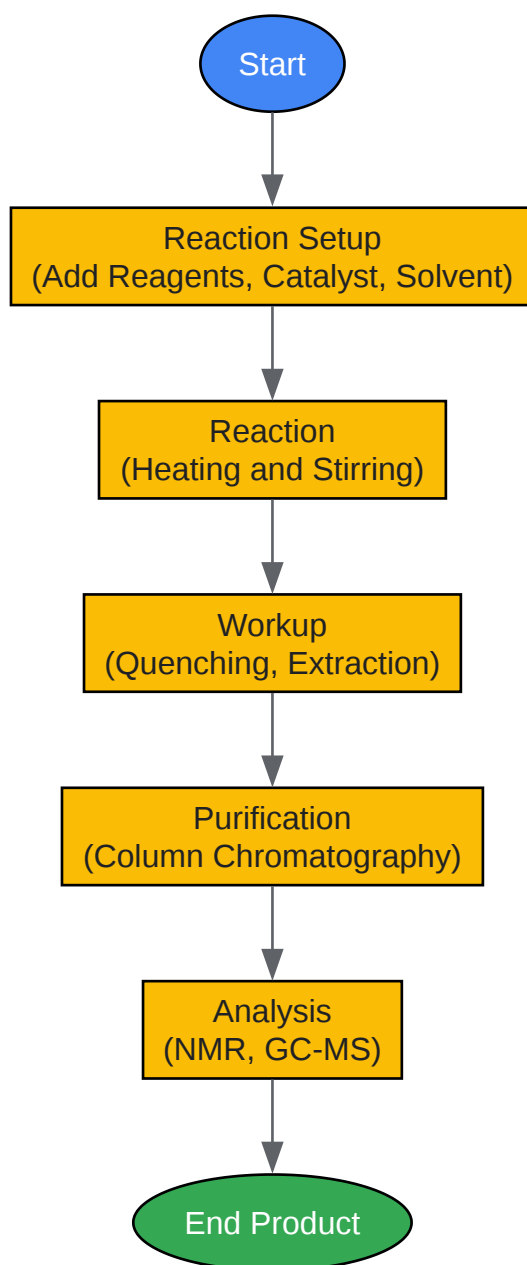 Start
Reaction Setup
(Add Reagents, Catalyst, Solvent)
Reaction
(Heating and Stirring)
Workup
(Quenching, Extraction)
Purification
(Column Chromatography)
Analysis
(NMR, GC-MS)
End Product